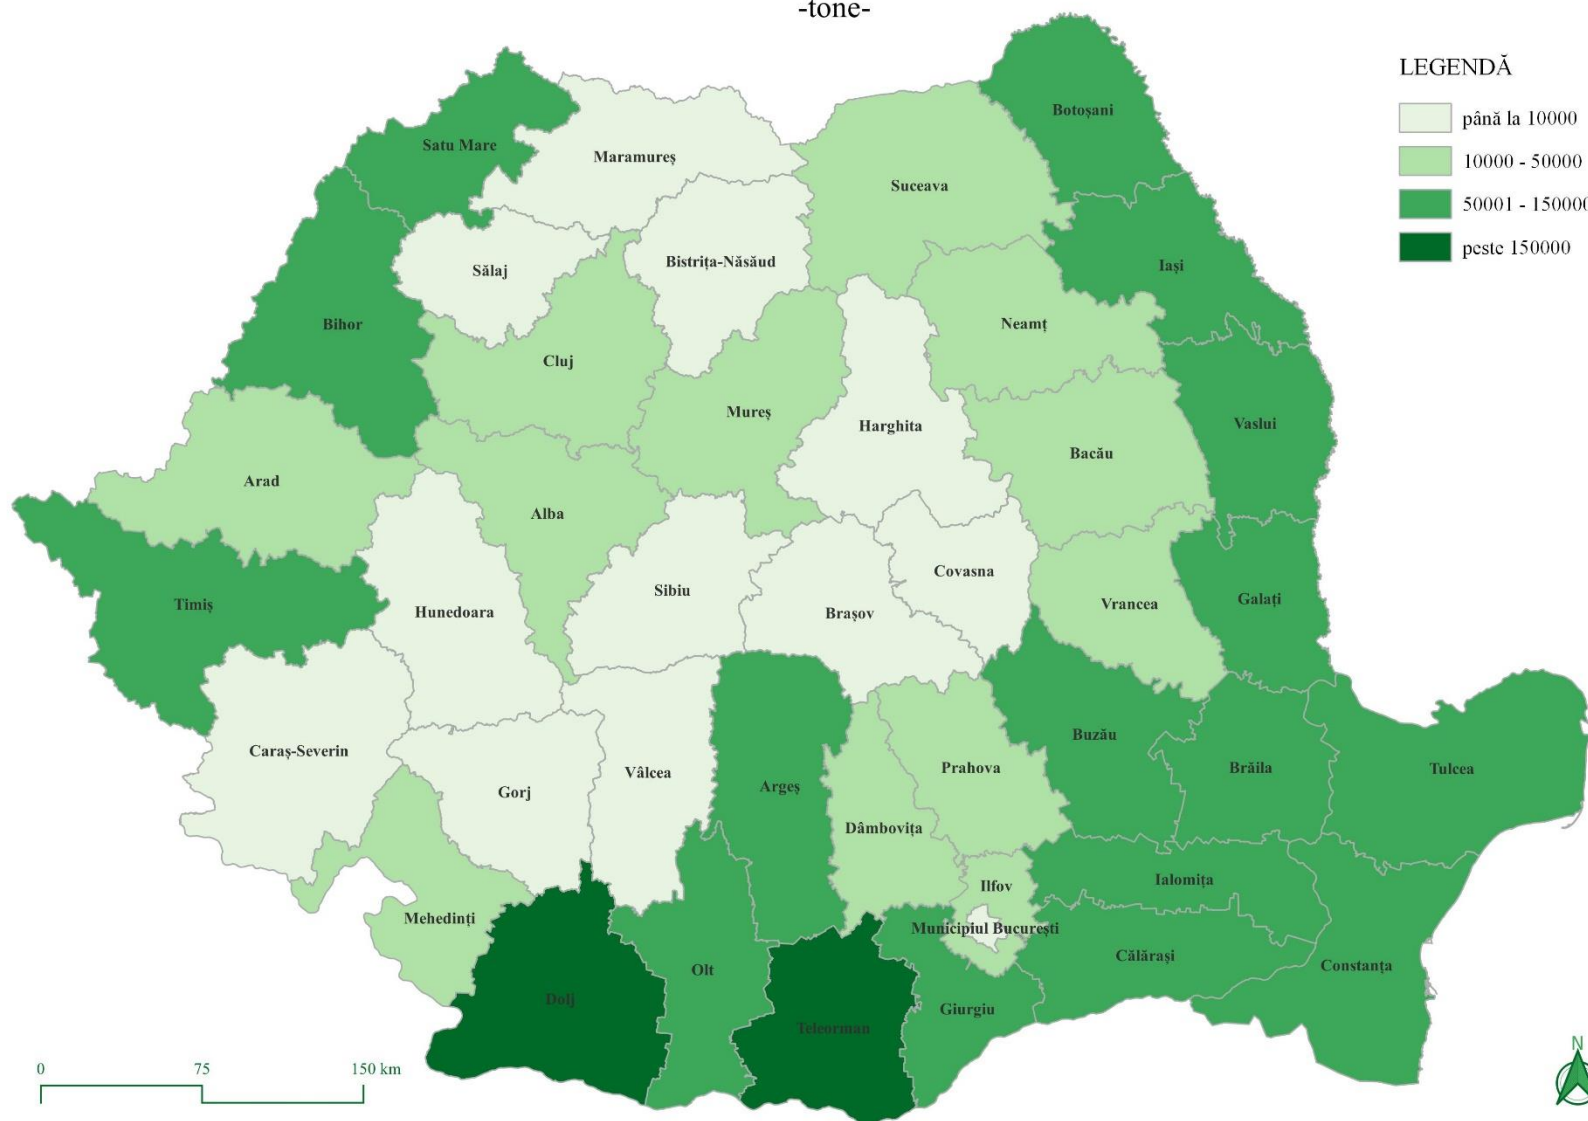 -tone-
LEGENDĂ
până la 10000
10000 - 50000
50001 - 150000
peste 150000
Botoșani
Satu Mare
Maramureș
Suceava
Sălaj
Bistrița-Năsăud
Iași
Bihor
Neamț
Cluj
Mureș
Harghita
Vaslui
Bacău
Arad
Alba
Covasna
Sibiu
Timiș
Hunedoara
Brașov
Vrancea
Galați
Caraș-Severin
Buzău
Vâlcea
Prahova
Brăila
Tulcea
Gorj
Argeș
Dâmbovița
Ilfov
Ialomița
Mehedinți
Municipiul București
Călărași
Constanța
Olt
Dolj
Giurgiu
Teleorman
N
0 75 150 km